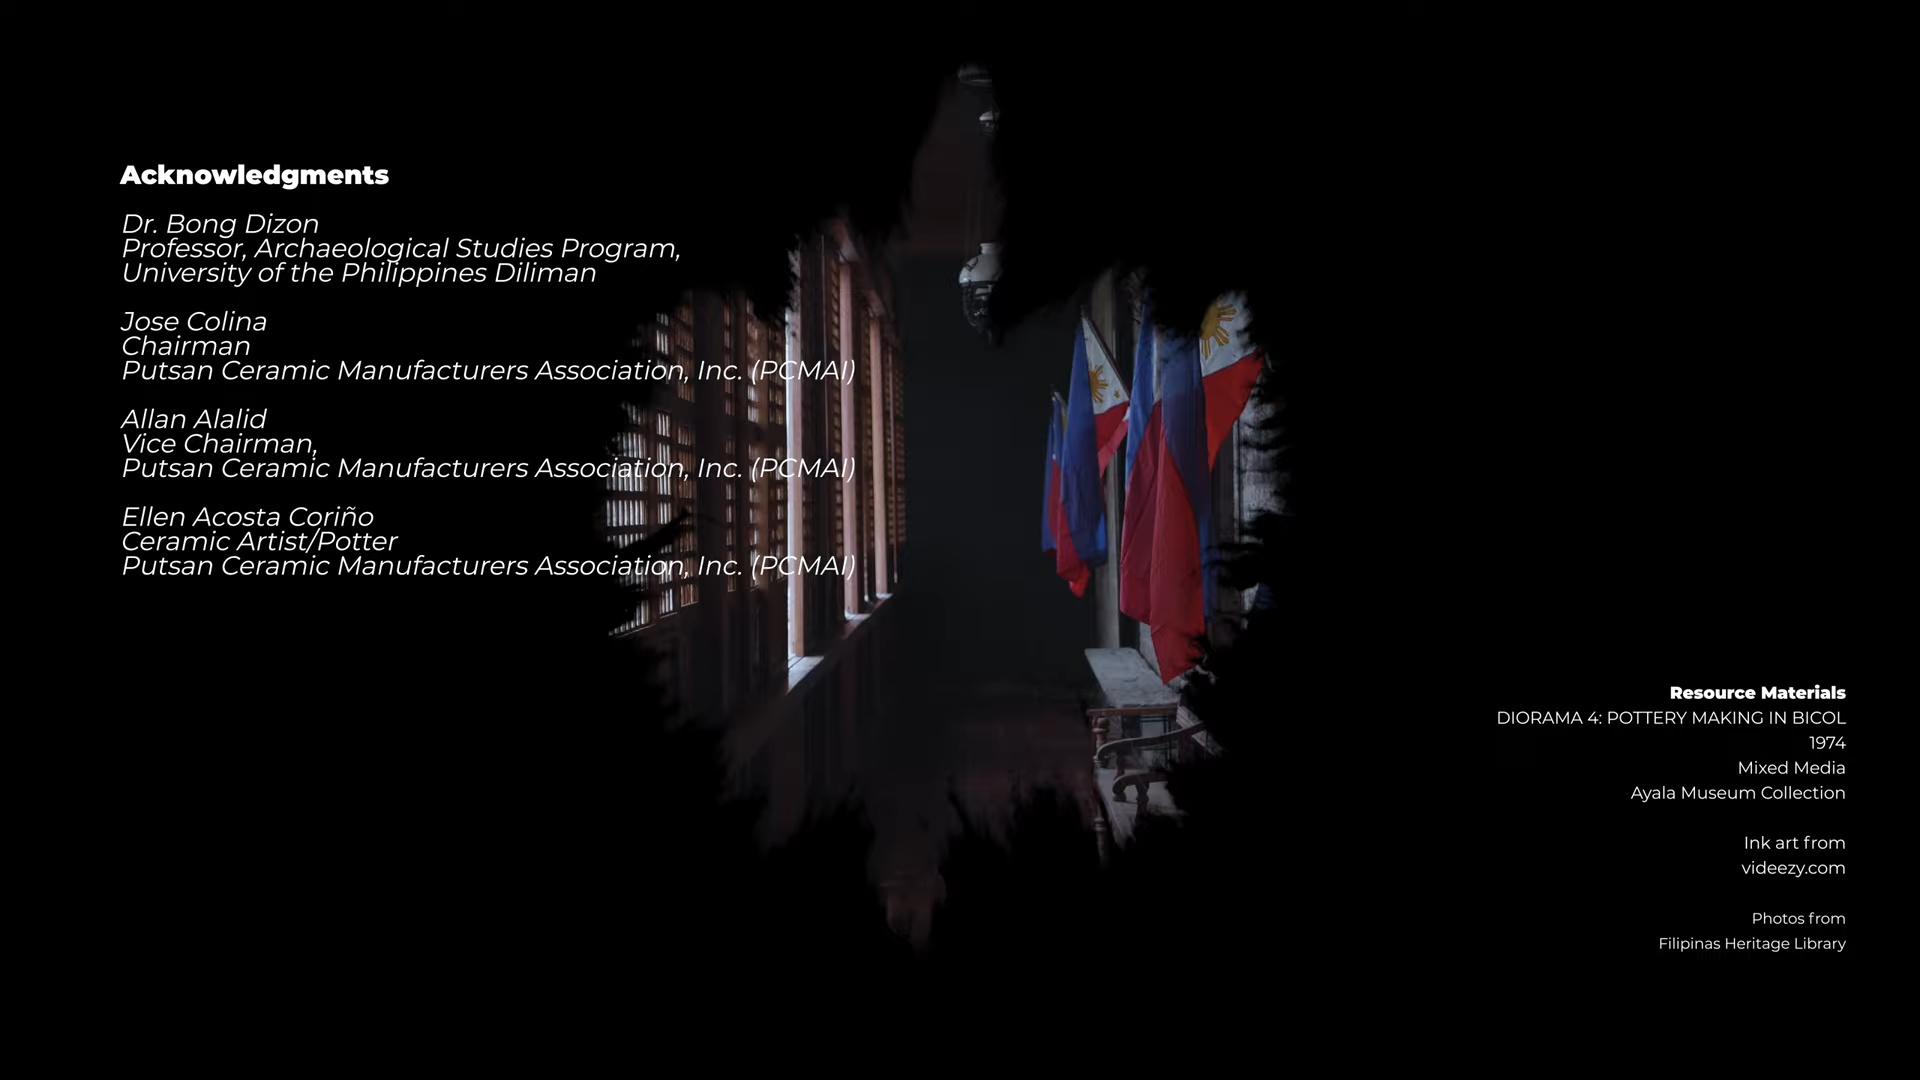 Acknowledgments
Dr. Bong Dizon
Professor, Archaeological Studies Program,
University of the Philippines Diliman
Jose Colina
Chairman
Putsan Ceramic Manufacturers Association, Inc. (PCMAI)
Allan Alalid
Vice Chairman,
Putsan Ceramic Manufacturers Association, Inc. (PCMAI)
Ellen Acosta Coriño
Ceramic Artist/Potter
Putsan Ceramic Manufacturers Association, Inc. (PCMAI)
Resource Materials
DIORAMA 4: POTTERY MAKING IN BICOL
1974
Mixed Media
Ayala Museum Collection
Ink art from
videezy.com
Photos from
Filipinas Heritage Library